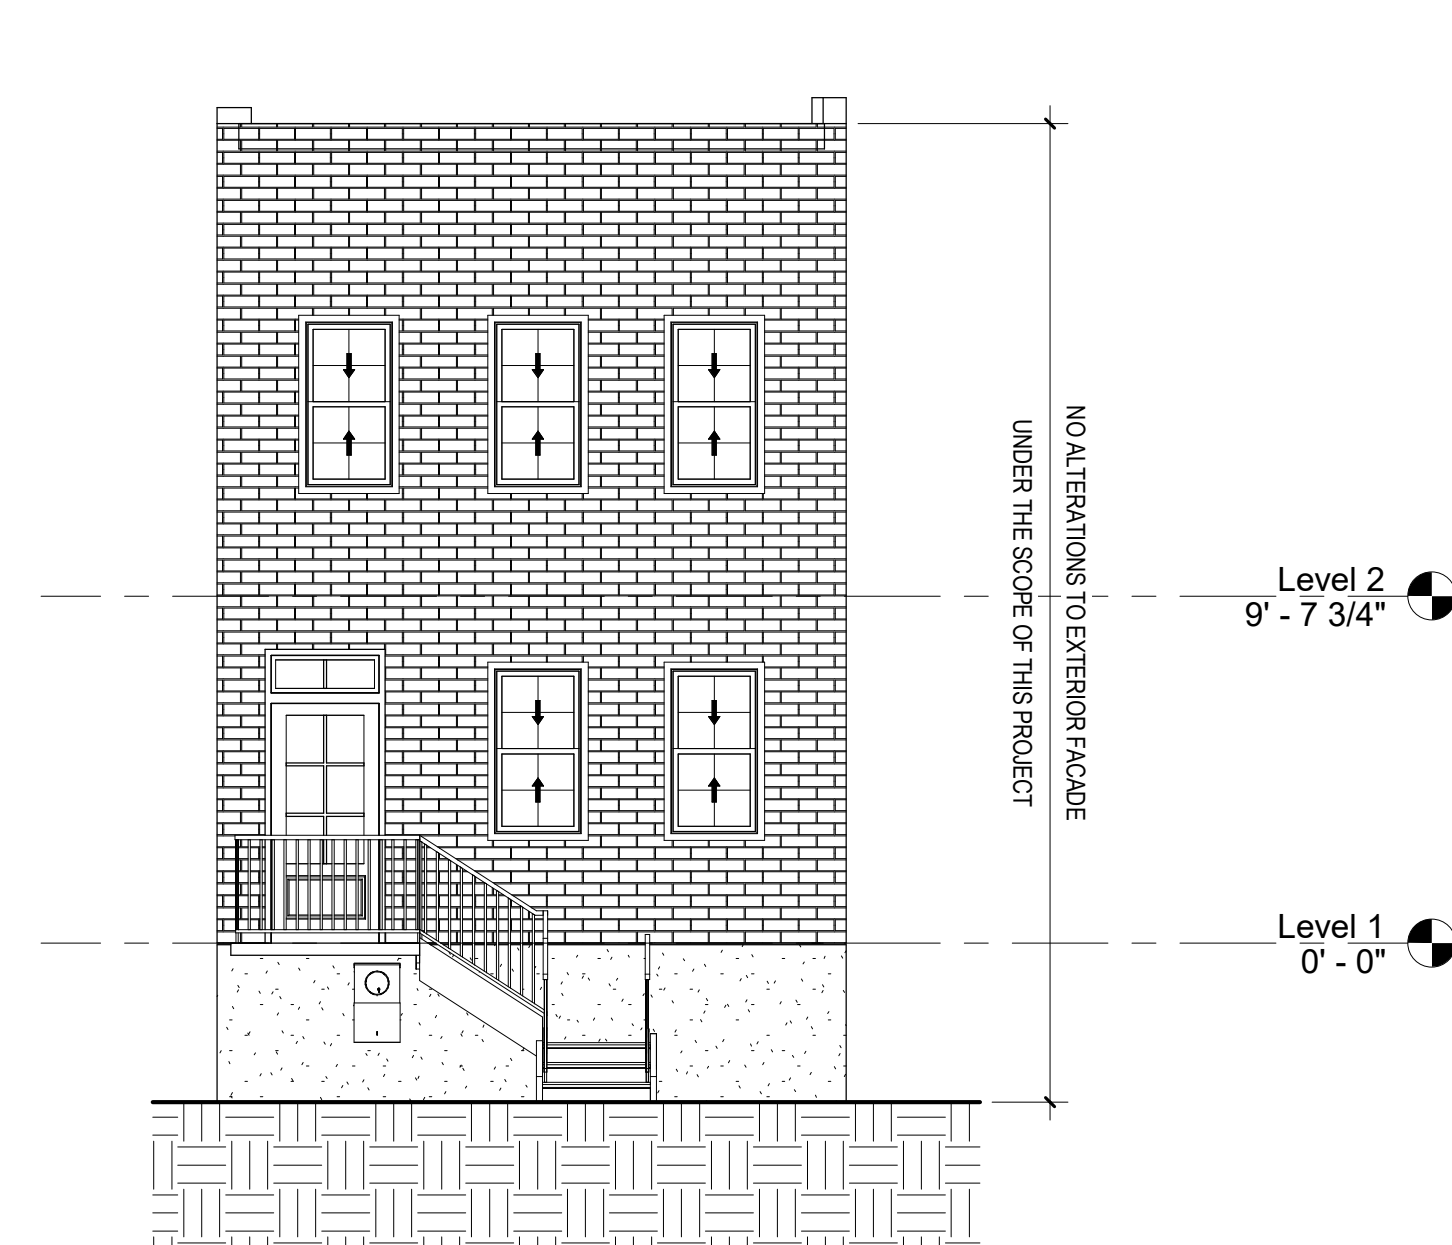 NO ALTERATIONS TO EXTERIOR FACADE
UNDER THE SCOPE OF THIS PROJECT
Level 2
9' - 7 3/4"
Level 1
0' - 0"